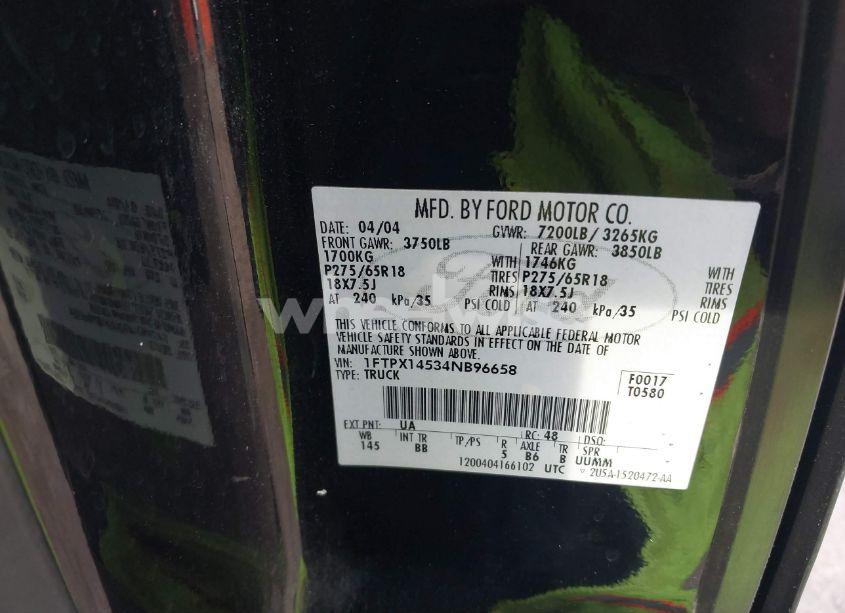 MFD. BY FORD MOTOR CO.
DATE: 04/04 GVWR: 7200LB/ 3265KG
FRONT GAWR: 3750LB REAR GAWR: 3850LB
1700KG WITH 1746KG WITH
P275/65R18 TIRES P275/65R18 TIRES
18X7.5J RIMS 18X7.5J RIMS
AT 240 kPa/35 PSI COLD AT 240 kPa/35 PSI COLD
THIS VEHICLE CONFORMS TO ALL APPLICABLE FEDERAL MOTOR
VEHICLE SAFETY STANDARDS IN EFFECT ON THE DATE OF
MANUFACTURE SHOWN ABOVE.
VIN: 1FTPX14534NB96658
TYPE: TRUCK
F0017
T0580
EXT PNT: UA RC: 48 DSO:
WB INT TR TP/PS R AXLE TR SPR
145 BB 5 B6 B UUMM
1200404166102 UTC 2U5A-1520472-AA